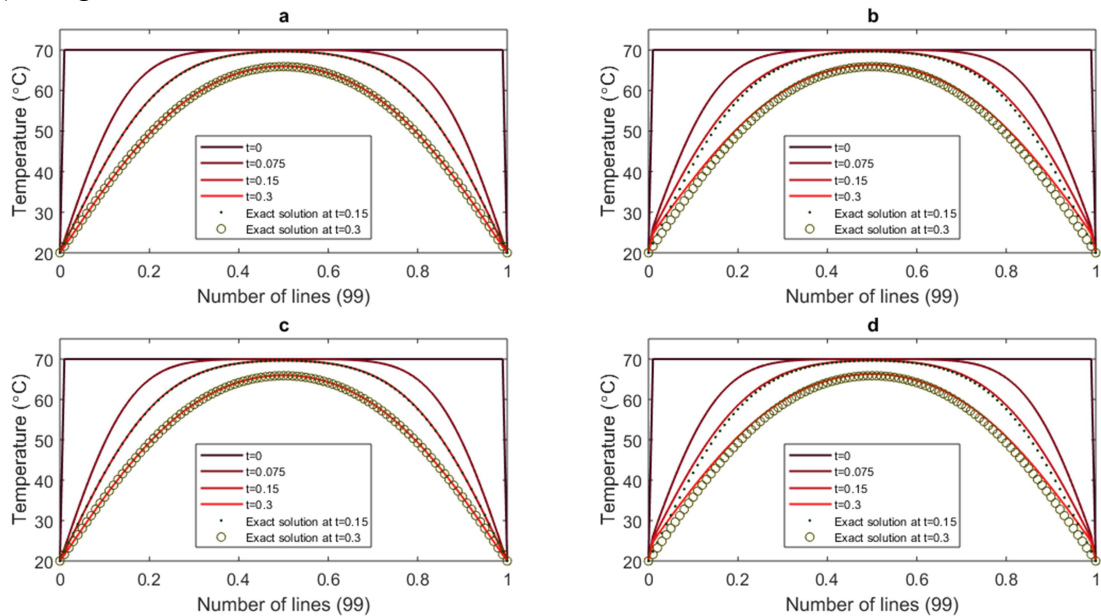 a
Temperature (°C)
70
60
50
40
30
20
t=0
t=0.075
t=0.15
t=0.3
Exact solution at t=0.15
Exact solution at t=0.3
0 0.2 0.4 0.6 0.8 1
Number of lines (99)
b
Temperature (°C)
70
60
50
40
30
20
t=0
t=0.075
t=0.15
t=0.3
Exact solution at t=0.15
Exact solution at t=0.3
0 0.2 0.4 0.6 0.8 1
Number of lines (99)
c
Temperature (°C)
70
60
50
40
30
20
t=0
t=0.075
t=0.15
t=0.3
Exact solution at t=0.15
Exact solution at t=0.3
0 0.2 0.4 0.6 0.8 1
Number of lines (99)
d
Temperature (°C)
70
60
50
40
30
20
t=0
t=0.075
t=0.15
t=0.3
Exact solution at t=0.15
Exact solution at t=0.3
0 0.2 0.4 0.6 0.8 1
Number of lines (99)